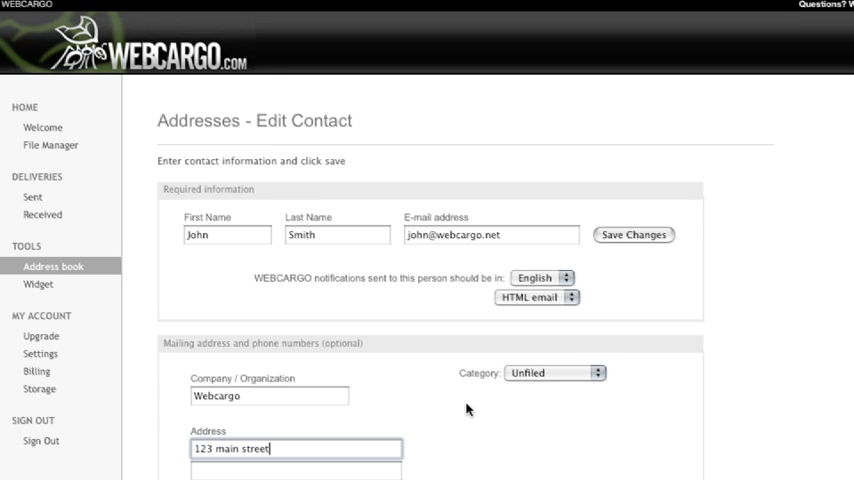 WEBCARGO
Questions? W
WEBCARGO.COM
HOME
Welcome
File Manager
DELIVERIES
Sent
Received
TOOLS
Address book
Widget
MY ACCOUNT
Upgrade
Settings
Billing
Storage
SIGN OUT
Sign Out
Addresses - Edit Contact
Enter contact information and click save
Required information
First Name Last Name E-mail address
John Smith john@webcargo.net Save Changes
WEBCARGO notifications sent to this person should be in: English
HTML email
Mailing address and phone numbers (optional)
Company / Organization
Webcargo
Category: Unfiled
Address
123 main street